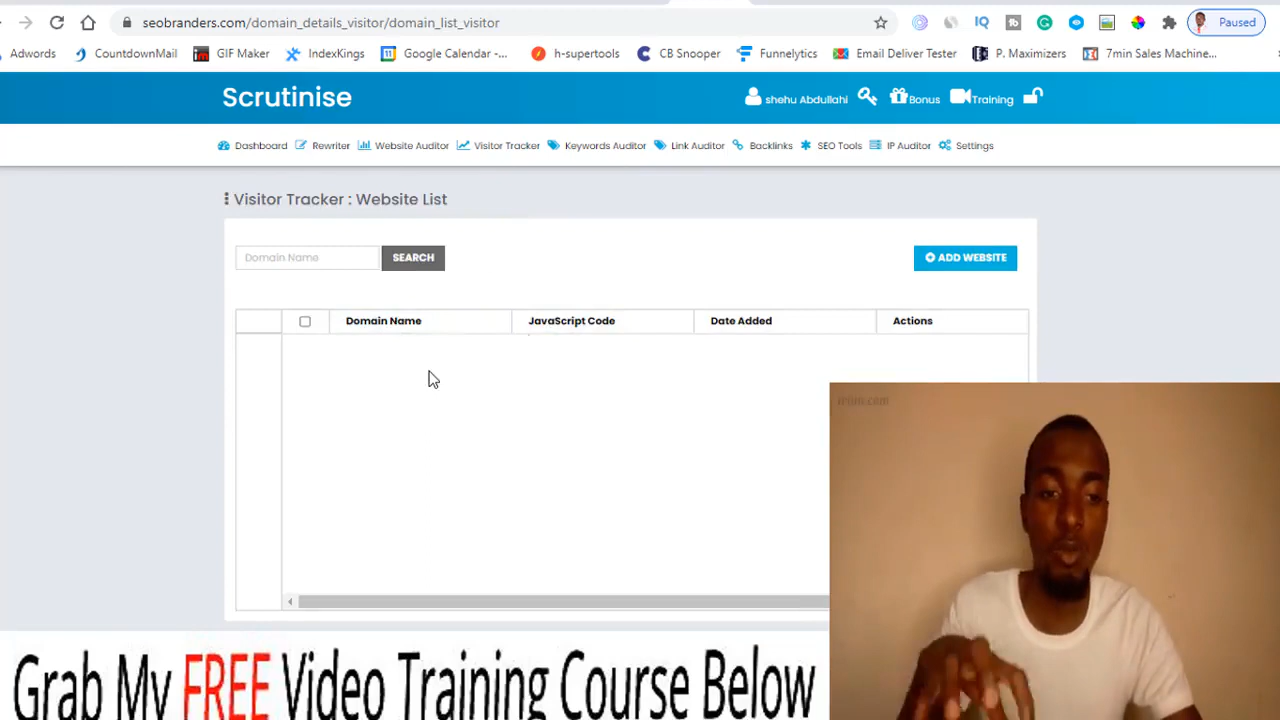 seobranders.com/domain_details_visitor/domain_list_visitor
Paused
Adwords CountdownMail GIF Maker IndexKings Google Calendar -... h-supertools CB Snooper Funnelytics Email Deliver Tester P. Maximizers 7min Sales Machine...
Scrutinise
shehu Abdullahi Bonus Training
Dashboard Rewriter Website Auditor Visitor Tracker Keywords Auditor Link Auditor Backlinks SEO Tools IP Auditor Settings
Visitor Tracker : Website List
Domain Name SEARCH ADD WEBSITE
Domain Name JavaScript Code Date Added Actions
Grab My FREE Video Training Course Below